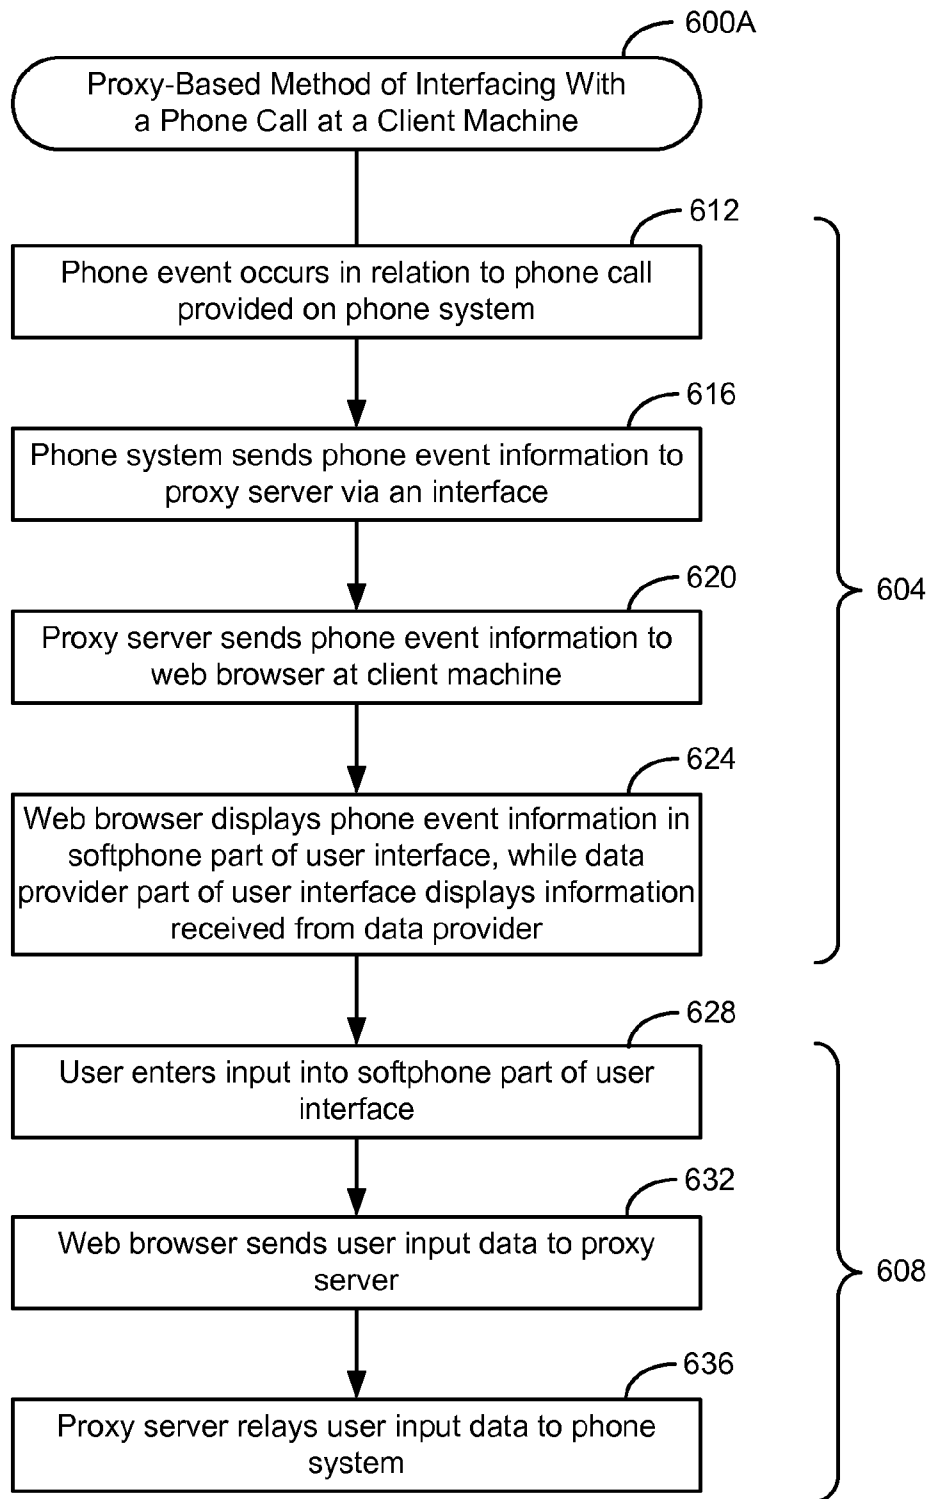 600A
Proxy-Based Method of Interfacing With
a Phone Call at a Client Machine
612
Phone event occurs in relation to phone call
provided on phone system
616
Phone system sends phone event information to
proxy server via an interface
620
Proxy server sends phone event information to
web browser at client machine
604
624
Web browser displays phone event information in
softphone part of user interface, while data
provider part of user interface displays information
received from data provider
628
User enters input into softphone part of user
interface
632
Web browser sends user input data to proxy
server
608
636
Proxy server relays user input data to phone
system